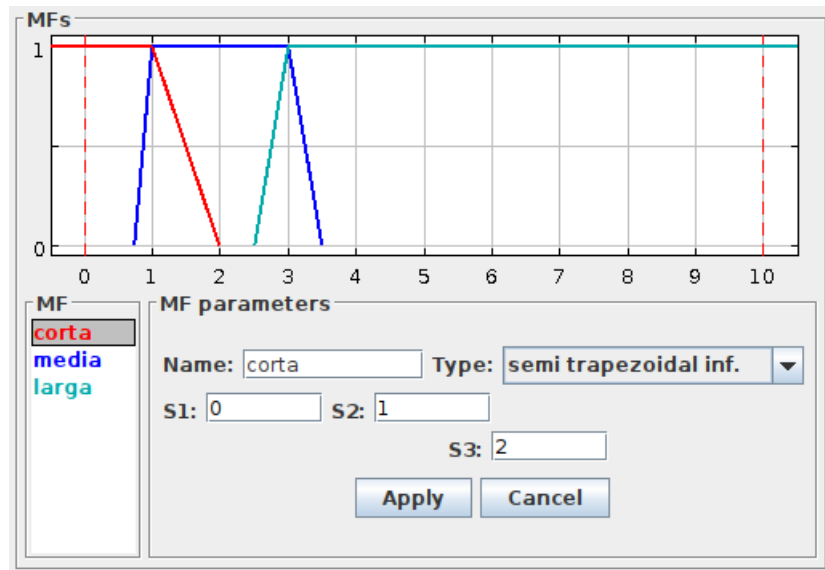 MFs
1
0
0 1 2 3 4 5 6 7 8 9 10
MF
corta
media
larga
MF parameters
Name: corta Type: semi trapezoidal inf.
S1: 0 S2: 1
S3: 2
Apply Cancel